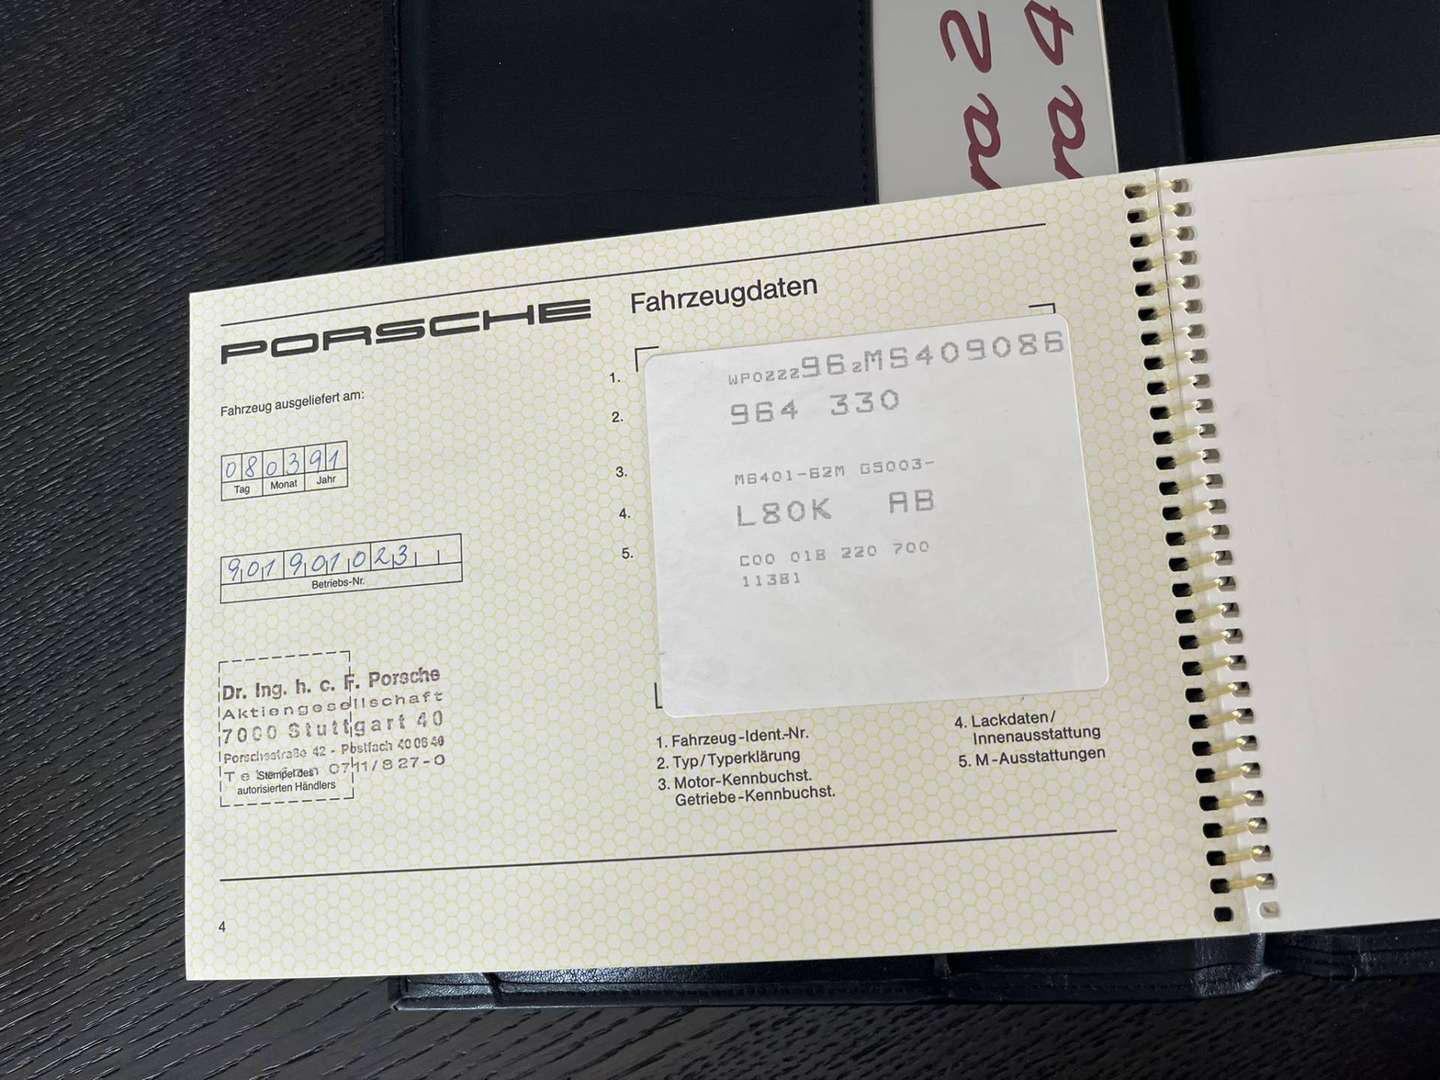 PORSCHE
Fahrzeugdaten
Fahrzeug ausgeliefert am:
080391
Tag Monat Jahr
901901023
Betriebs-Nr.
Dr. Ing. h. c. F. Porsche
Aktiengesellschaft
7000 Stuttgart 40
Porschestraße 42 - Postfach 40 06 40
Tel 0711/827-0
Stempel des
autorisierten Händlers
1. WP0ZZZ96ZMS409086
2. 964 330
3. M6401-62M G5003-
4. L80K AB
5. C00 018 220 700
11381
1. Fahrzeug-Ident.-Nr.
2. Typ/Typerklärung
3. Motor-Kennbuchst.
Getriebe-Kennbuchst.
4. Lackdaten/
Innenausstattung
5. M-Ausstattungen
4